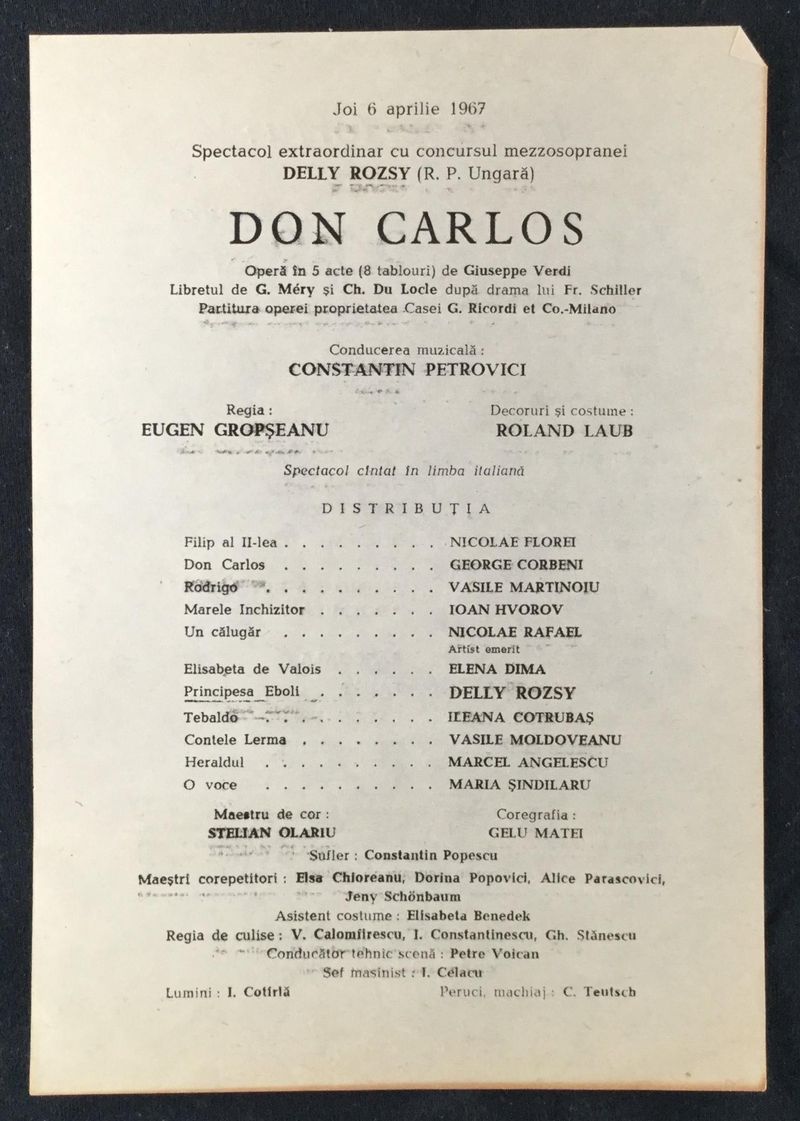 Joi 6 aprilie 1967
Spectacol extraordinar cu concursul mezzosopranei
DELLY ROZSY (R. P. Ungară)
DON CARLOS
Operă în 5 acte (8 tablouri) de Giuseppe Verdi
Libretul de G. Méry și Ch. Du Locle după drama lui Fr. Schiller
Partitura operei proprietatea Casei G. Ricordi et Co.-Milano
Conducerea muzicală :
CONSTANTIN PETROVICI
Regia :
EUGEN GROPȘEANU
Decoruri și costume :
ROLAND LAUB
Spectacol cîntat în limba italiană
DISTRIBUȚIA
Filip al II-lea . . . . . . . . . NICOLAE FLOREI
Don Carlos . . . . . . . . . GEORGE CORBENI
Rodrigo . . . . . . . . . . VASILE MARTINOIU
Marele Inchizitor . . . . . . . IOAN HVOROV
Un călugăr . . . . . . . . . NICOLAE RAFAEL
Artist emerit
Elisabeta de Valois . . . . . . ELENA DIMA
Principesa Eboli . . . . . . . DELLY ROZSY
Tebaldo . . . . . . . . . . ILEANA COTRUBAȘ
Contele Lerma . . . . . . . . VASILE MOLDOVEANU
Heraldul . . . . . . . . . . MARCEL ANGELESCU
O voce . . . . . . . . . . MARIA ȘINDILARU
Maestru de cor :
STELIAN OLARIU
Coregrafia :
GELU MATEI
Sufler : Constantin Popescu
Maeștri corepetitori : Elsa Chioreanu, Dorina Popovici, Alice Parascovici,
Jeny Schönbaum
Asistent costume : Elisabeta Benedek
Regia de culise : V. Calomfirescu, I. Constantinescu, Gh. Stănescu
Conducător tehnic scenă : Petre Voican
Șef mașinist : I. Celacu
Lumini : I. Cotîrlă
Peruci, machiaj : C. Teutsch